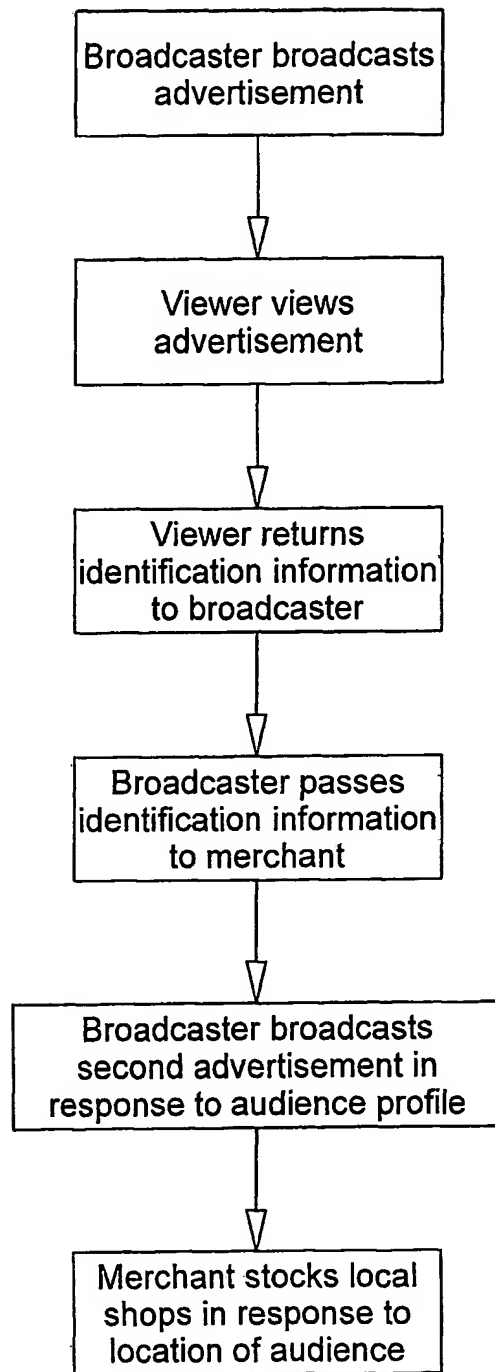 Broadcaster broadcasts
advertisement
Viewer views
advertisement
Viewer returns
identification information
to broadcaster
Broadcaster passes
identification information
to merchant
Broadcaster broadcasts
second advertisement in
response to audience profile
Merchant stocks local
shops in response to
location of audience